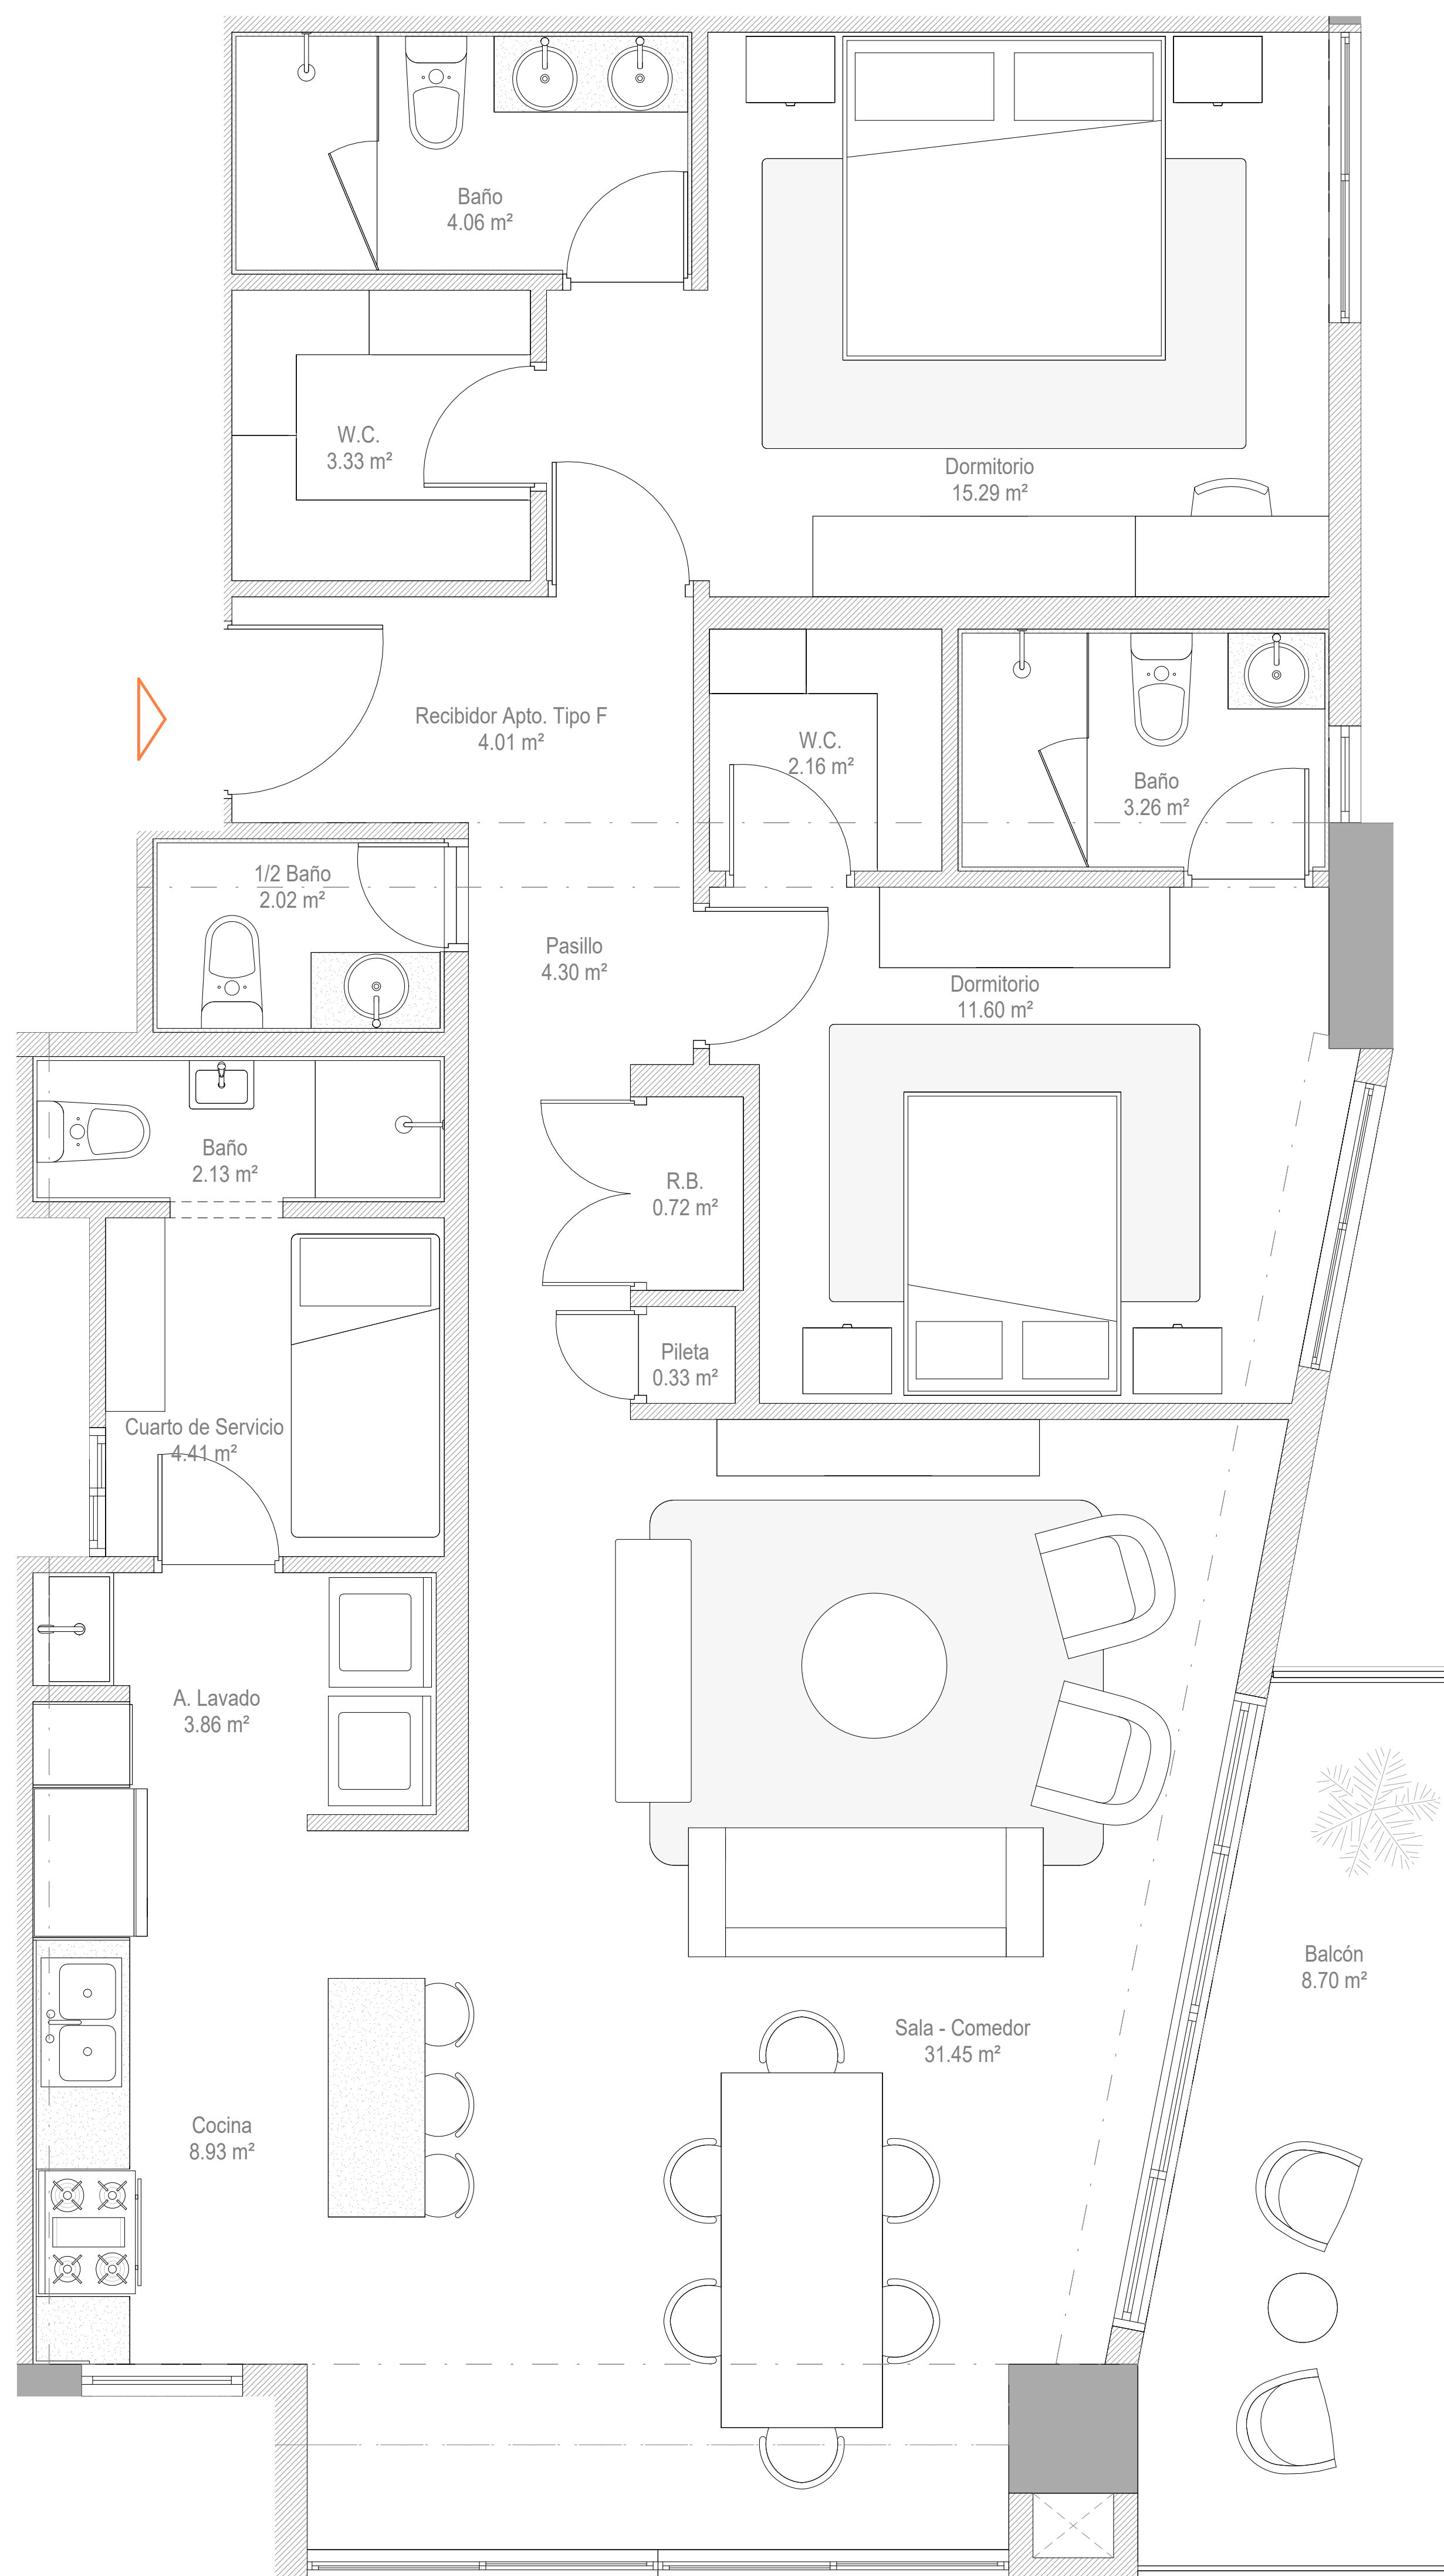 Baño
4.06 m²
W.C.
3.33 m²
Dormitorio
15.29 m²
Recibidor Apto. Tipo F
4.01 m²
W.C.
2.16 m²
Baño
3.26 m²
1/2 Baño
2.02 m²
Pasillo
4.30 m²
Dormitorio
11.60 m²
Baño
2.13 m²
R.B.
0.72 m²
Pileta
0.33 m²
Cuarto de Servicio
4.41 m²
A. Lavado
3.86 m²
Balcón
8.70 m²
Sala - Comedor
31.45 m²
Cocina
8.93 m²